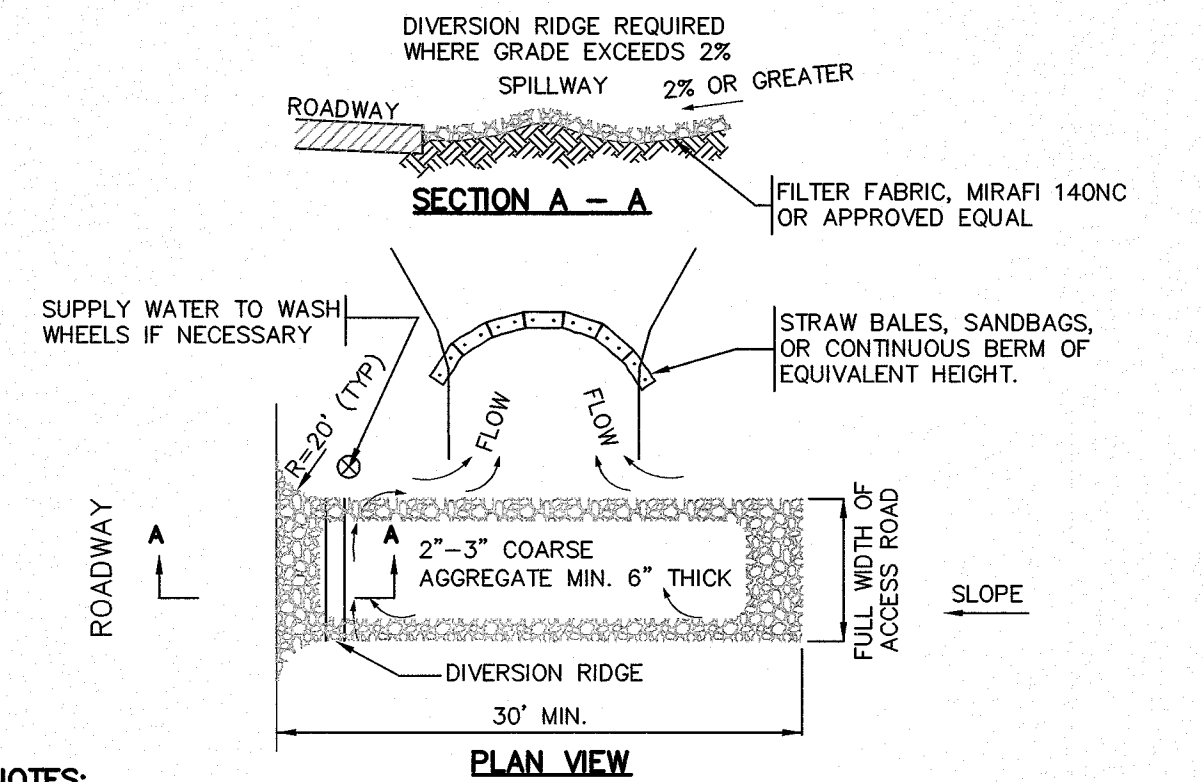 DIVERSION RIDGE REQUIRED
WHERE GRADE EXCEEDS 2%
SPILLWAY
2% OR GREATER
ROADWAY
SECTION A - A
FILTER FABRIC, MIRAFI 140NC
OR APPROVED EQUAL
SUPPLY WATER TO WASH
WHEELS IF NECESSARY
STRAW BALES, SANDBAGS,
OR CONTINUOUS BERM OF
EQUIVALENT HEIGHT.
R=20' (TYP)
FLOW
FLOW
ROADWAY
A
A
2"-3" COARSE
AGGREGATE MIN. 6" THICK
FULL WIDTH OF
ACCESS ROAD
SLOPE
DIVERSION RIDGE
30' MIN.
PLAN VIEW
NOTES: